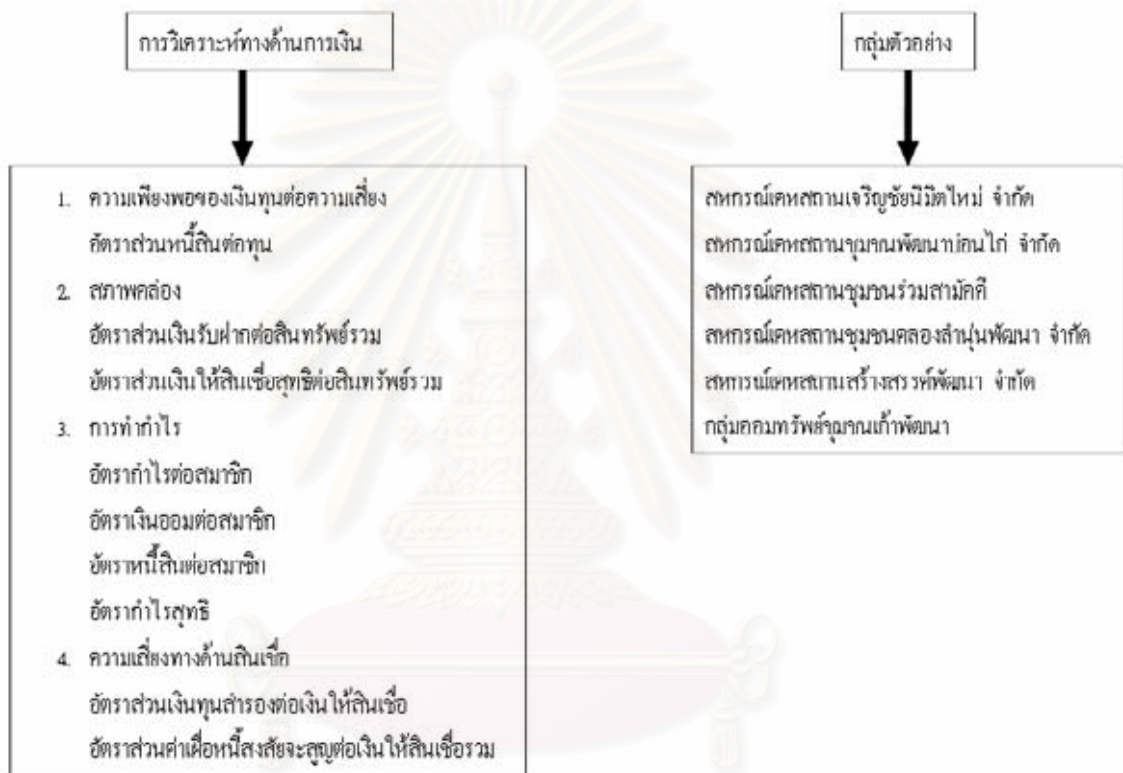 การวิเคราะห์ทางด้านการเงิน
กลุ่มตัวอย่าง
1. ความเพียงพอของเงินทุนต่อความเสี่ยง
อัตราส่วนหนี้สินต่อทุน
2. สภาพคล่อง
อัตราส่วนเงินรับฝากต่อสินทรัพย์รวม
อัตราส่วนเงินให้สินเชื่อสุทธิต่อสินทรัพย์รวม
3. การทำกำไร
อัตรากำไรต่อสมาชิก
อัตราเงินออมต่อสมาชิก
อัตราหนี้สินต่อสมาชิก
อัตรากำไรสุทธิ
4. ความเสี่ยงทางด้านสินเชื่อ
อัตราส่วนเงินทุนสำรองต่อเงินให้สินเชื่อ
อัตราส่วนค่าเผื่อหนี้สงสัยจะสูญต่อเงินให้สินเชื่อรวม
สหกรณ์เคหสถานเจริญชัยนิมิตใหม่ จำกัด
สหกรณ์เคหสถานชุมชนพัฒนาบ่อนไก่ จำกัด
สหกรณ์เคหสถานชุมชนร่วมสามัคคี
สหกรณ์เคหสถานชุมชนคลองลำนุ่นพัฒนา จำกัด
สหกรณ์เคหสถานสร้างสรรค์พัฒนา จำกัด
กลุ่มออมทรัพย์ชุมชนเก้าพัฒนา